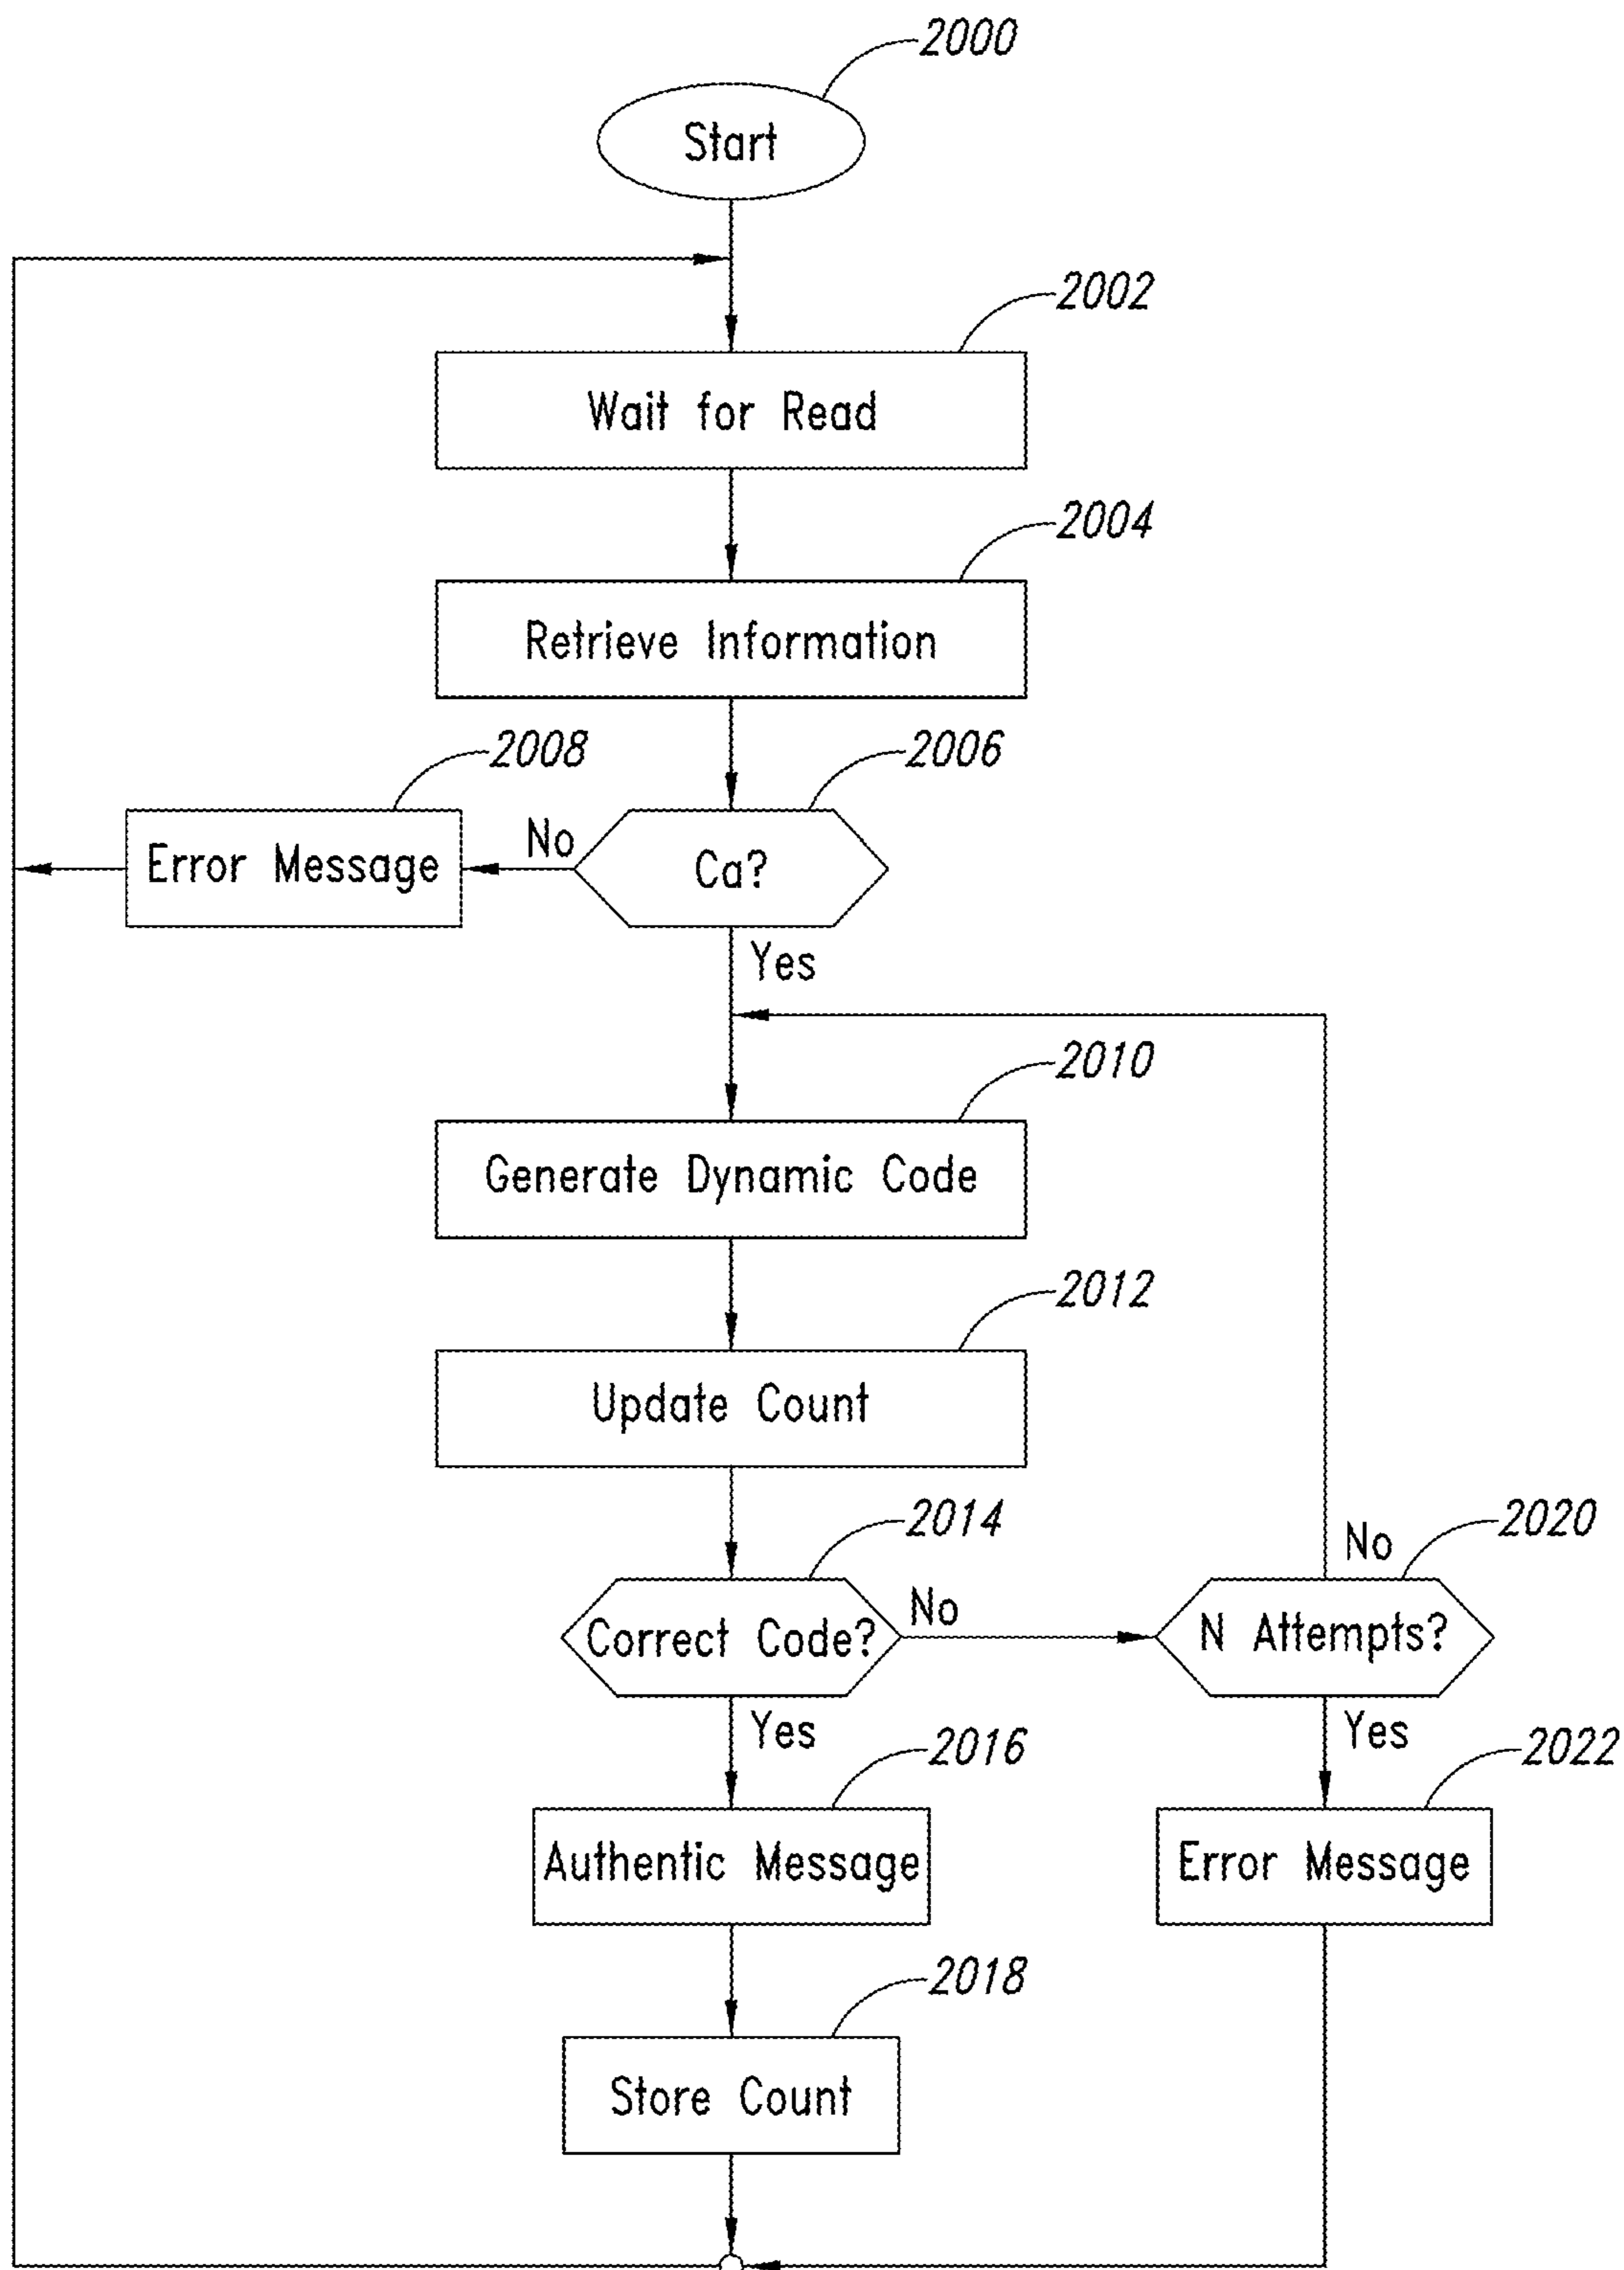 2000
Start
2002
Wait for Read
2004
Retrieve Information
2008
2006
Error Message
No
Ca?
Yes
2010
Generate Dynamic Code
2012
Update Count
2014
2020
No
Correct Code?
No
N Attempts?
Yes
2016
Yes
2022
Authentic Message
Error Message
2018
Store Count